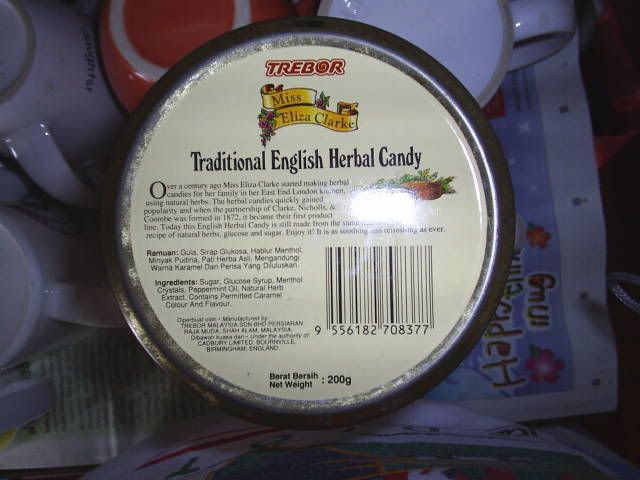 TREBOR
Miss
Eliza Clarke
Traditional English Herbal Candy
Over a century ago Miss Eliza Clarke started making herbal
candies for her family in her East End London kitchen,
using natural herbs. The herbal candies quickly gained
popularity and when the partnership of Clarke, Nicholls, &
Coombe was formed in 1872, it became their first product
line. Today this English Herbal Candy is still made from the same
recipe of natural herbs, glucose and sugar. Enjoy it! It is as soothing and refreshing as ever.
Ramuan: Gula, Sirap Glukosa, Hablur Menthol,
Minyak Pudina, Pati Herba Asli, Mengandungi
Warna Karamel Dan Perisa Yang Diluluskan.
Ingredients: Sugar, Glucose Syrup, Menthol
Crystals, Peppermint Oil, Natural Herb
Extract. Contains Permitted Caramel
Colour And Flavour.
Diperbuat oleh • Manufactured by:
TREBOR MALAYSIA SDN BHD PERSIARAN
RAJA MUDA, SHAH ALAM, MALAYSIA.
Dibawah kuasa dari • Under the authority of:
CADBURY LIMITED, BOURNVILLE,
BIRMINGHAM, ENGLAND.
9 556182 708377
Berat Bersih
Net Weight : 200g
mug